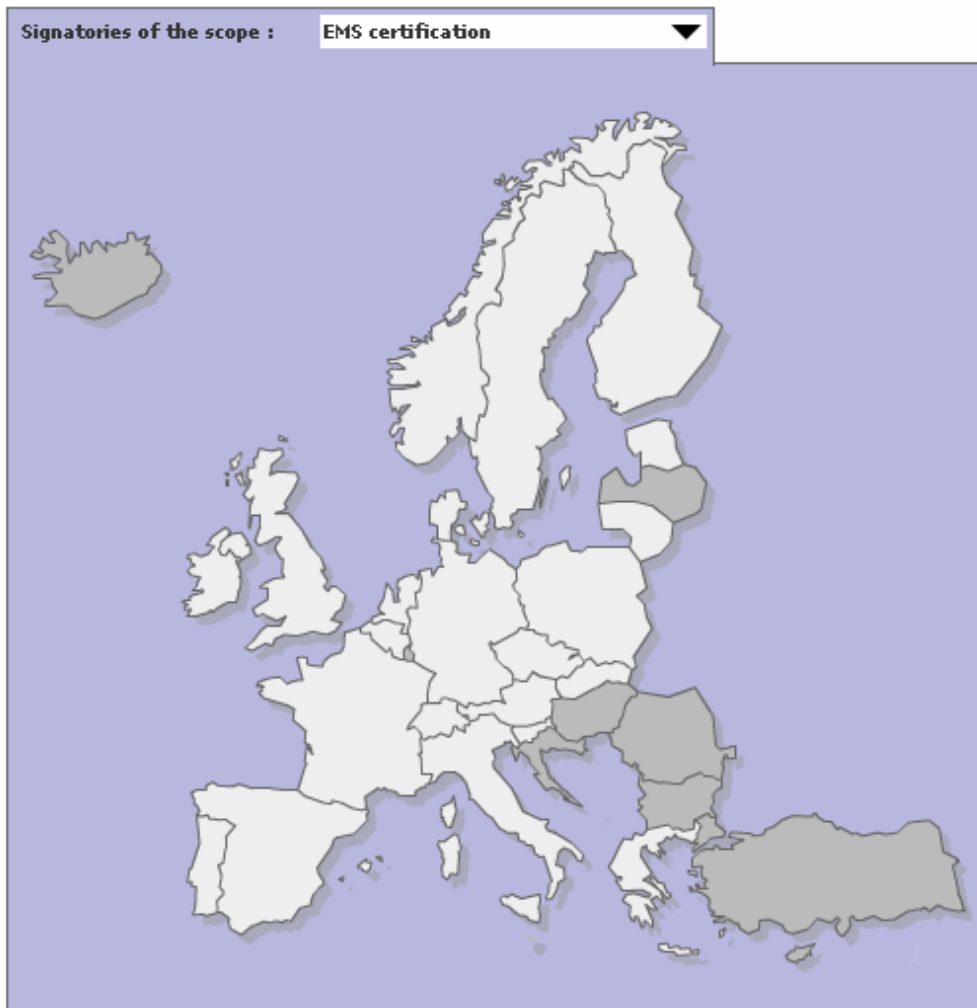 Signatories of the scope : EMS certification